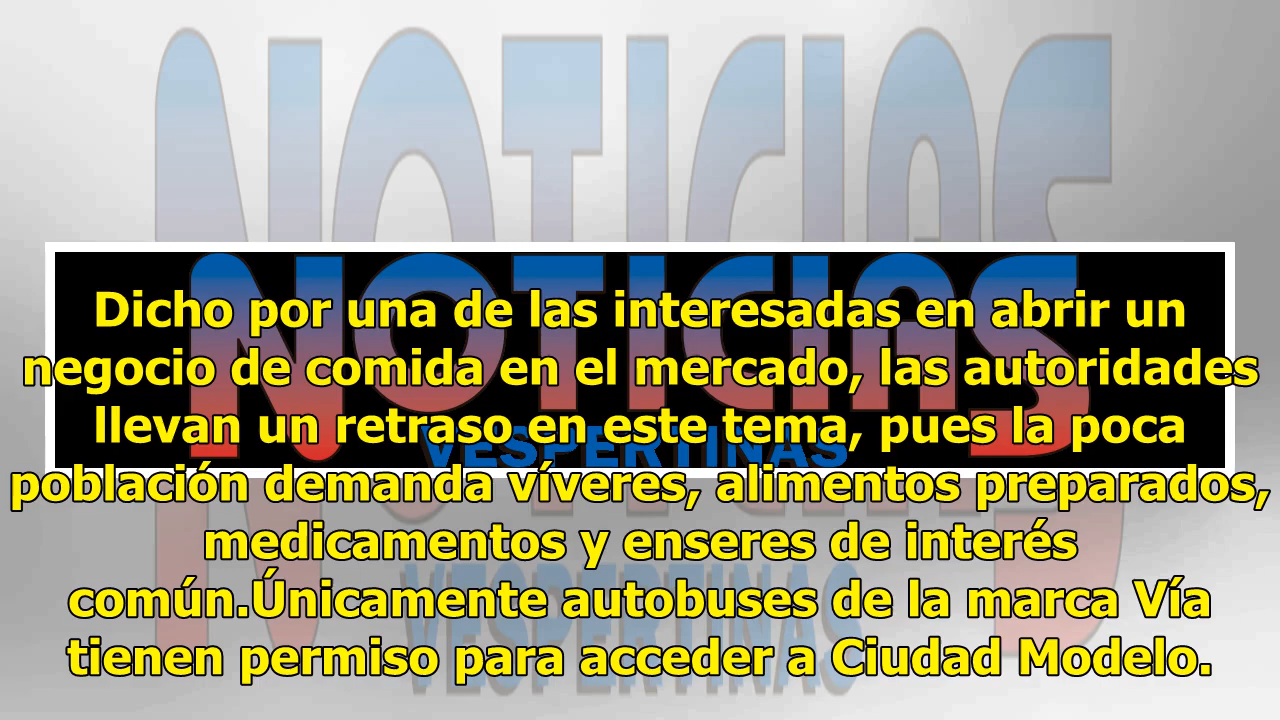 NOTICIAS
NOTICIAS
Dicho por una de las interesadas en abrir un
negocio de comida en el mercado, las autoridades
llevan un retraso en este tema, pues la poca
VESPERTINAS
población demanda víveres, alimentos preparados,
medicamentos y enseres de interés
común.Únicamente autobuses de la marca Vía
VESPERTINAS
tienen permiso para acceder a Ciudad Modelo.